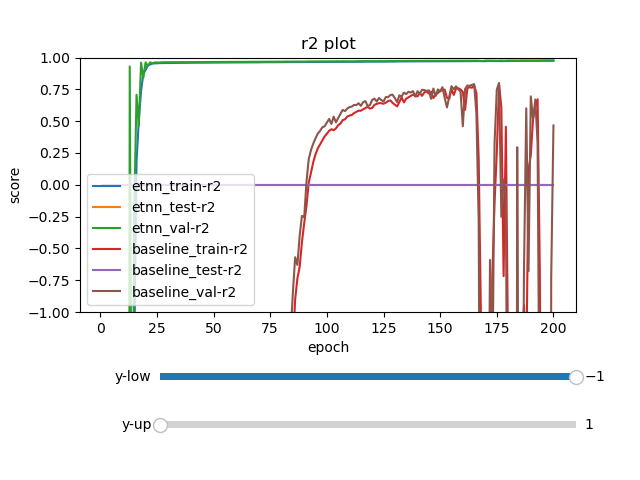 r2 plot
1.00
0.75
0.50
0.25
0.00
−0.25
−0.50
−0.75
−1.00
score
etnn_train-r2
etnn_test-r2
etnn_val-r2
baseline_train-r2
baseline_test-r2
baseline_val-r2
0 25 50 75 100 125 150 175 200
epoch
y-low −1
y-up 1